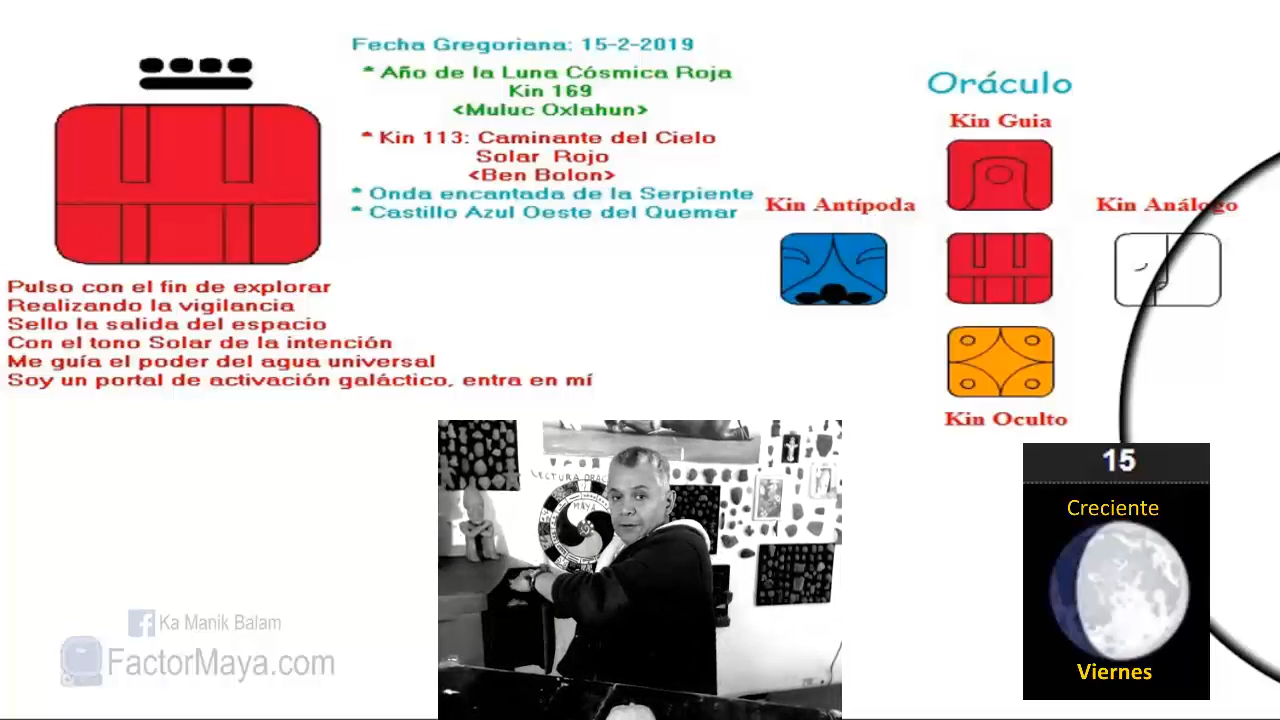 Fecha Gregoriana: 15-2-2019
* Año de la Luna Cósmica Roja
Kin 169
<Muluc Oxlahun>
* Kin 113: Caminante del Cielo
Solar Rojo
<Ben Bolon>
* Onda encantada de la Serpiente
* Castillo Azul Oeste del Quemar
Pulso con el fin de explorar
Realizando la vigilancia
Sello la salida del espacio
Con el tono Solar de la intención
Me guía el poder del agua universal
Soy un portal de activación galáctico, entra en mí
Oráculo
Kin Guia
Kin Antípoda
Kin Análogo
Kin Oculto
LECTURA ORAC
MAYA
15
Creciente
Viernes
Ka Manik Balam
FactorMaya.com